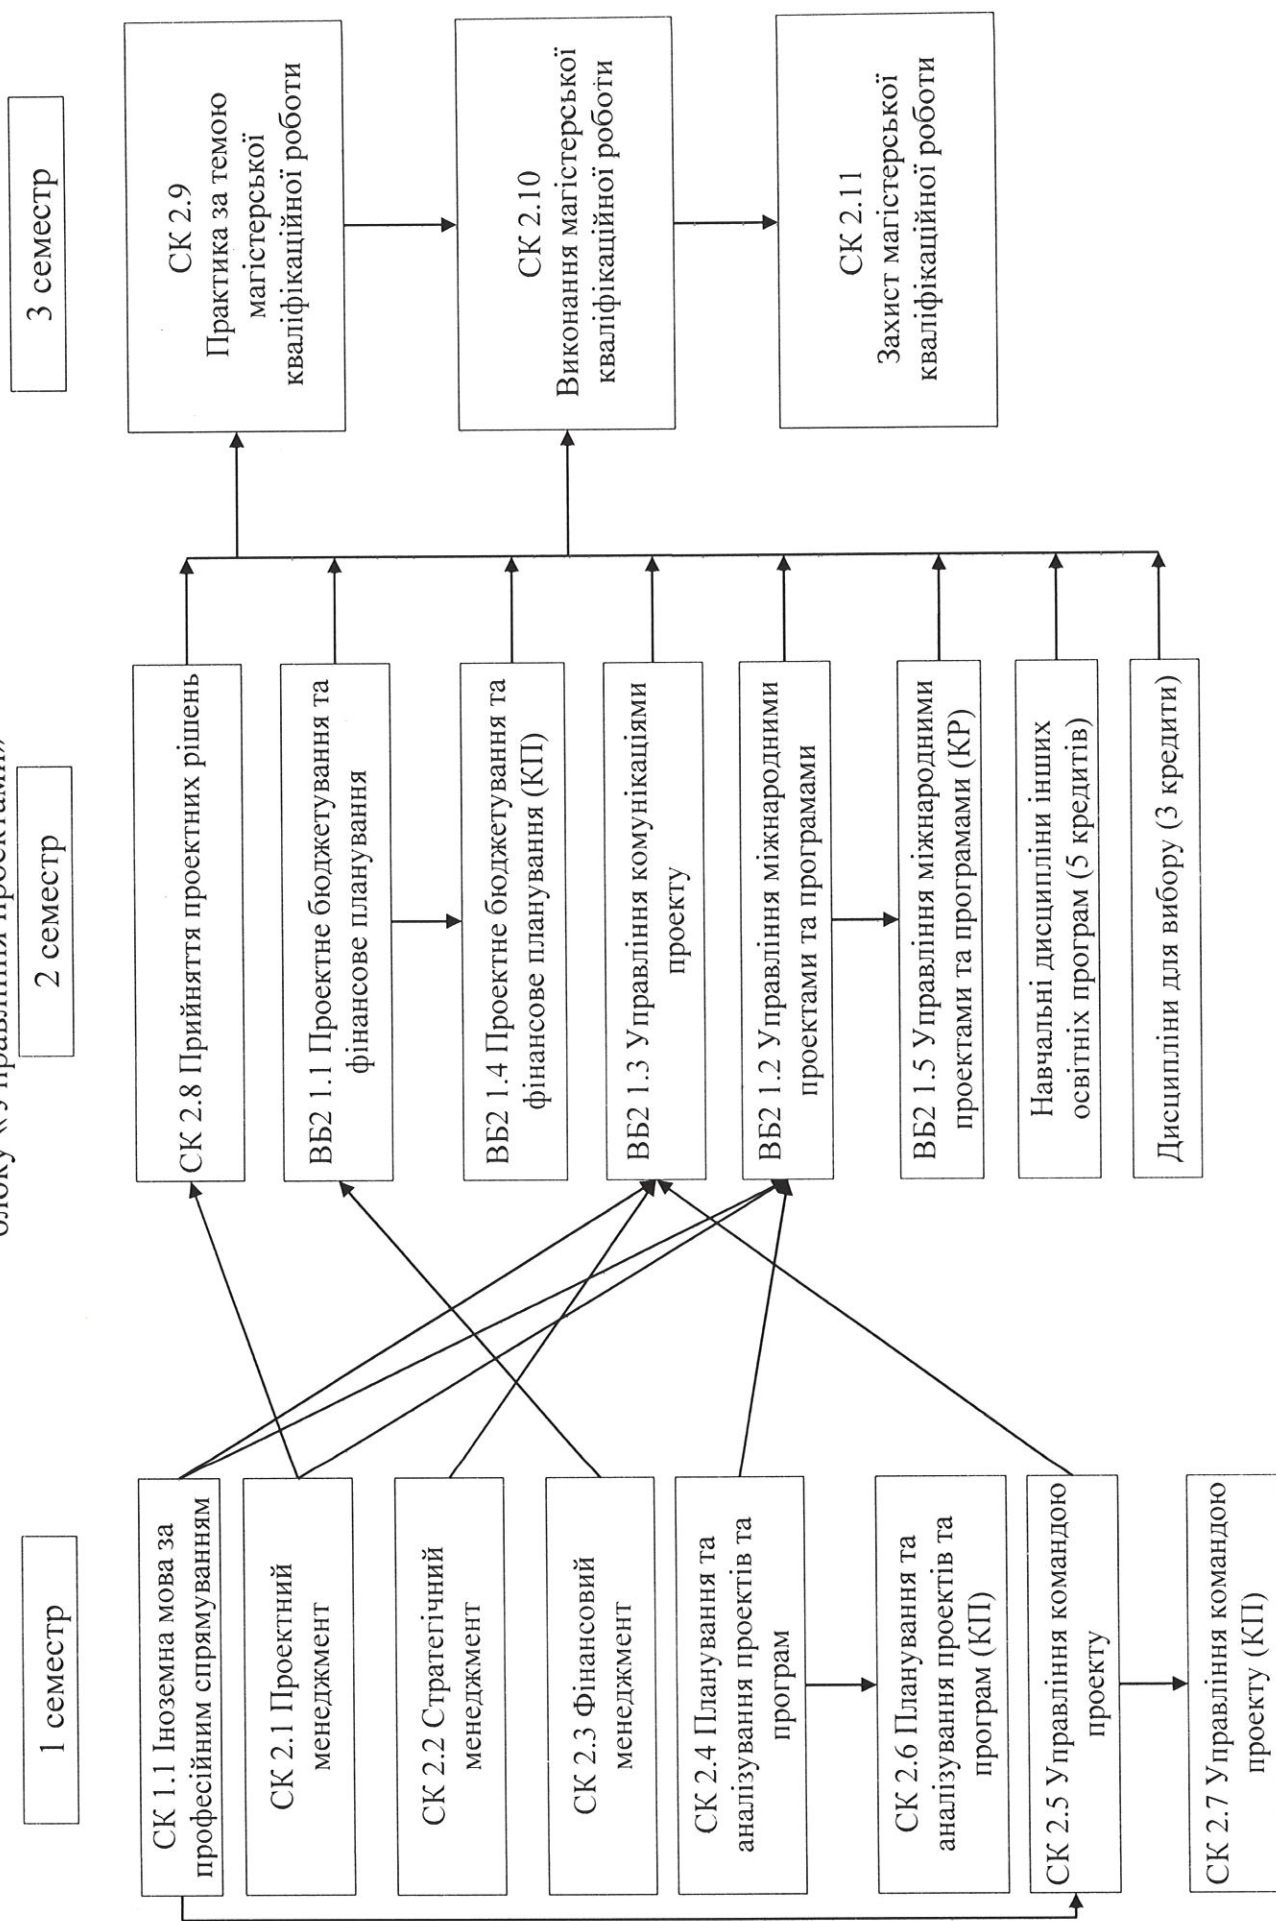 блоку «Управління проектами»
1 семестр
СК 1.1 Іноземна мова за
професійним спрямуванням
СК 2.1 Проектний
менеджмент
СК 2.2 Стратегічний
менеджмент
СК 2.3 Фінансовий
менеджмент
СК 2.4 Планування та
аналізування проектів та
програм
СК 2.6 Планування та
аналізування проектів та
програм (КП)
СК 2.5 Управління командою
проекту
СК 2.7 Управління командою
проекту (КП)
2 семестр
СК 2.8 Прийняття проектних рішень
ВБ2 1.1 Проектне бюджетування та
фінансове планування
ВБ2 1.4 Проектне бюджетування та
фінансове планування (КП)
ВБ2 1.3 Управління комунікаціями
проекту
ВБ2 1.2 Управління міжнародними
проектами та програмами
ВБ2 1.5 Управління міжнародними
проектами та програмами (КР)
Навчальні дисципліни інших
освітніх програм (5 кредитів)
Дисципліни для вибору (3 кредити)
3 семестр
СК 2.9
Практика за темою
магістерської
кваліфікаційної роботи
СК 2.10
Виконання магістерської
кваліфікаційної роботи
СК 2.11
Захист магістерської
кваліфікаційної роботи